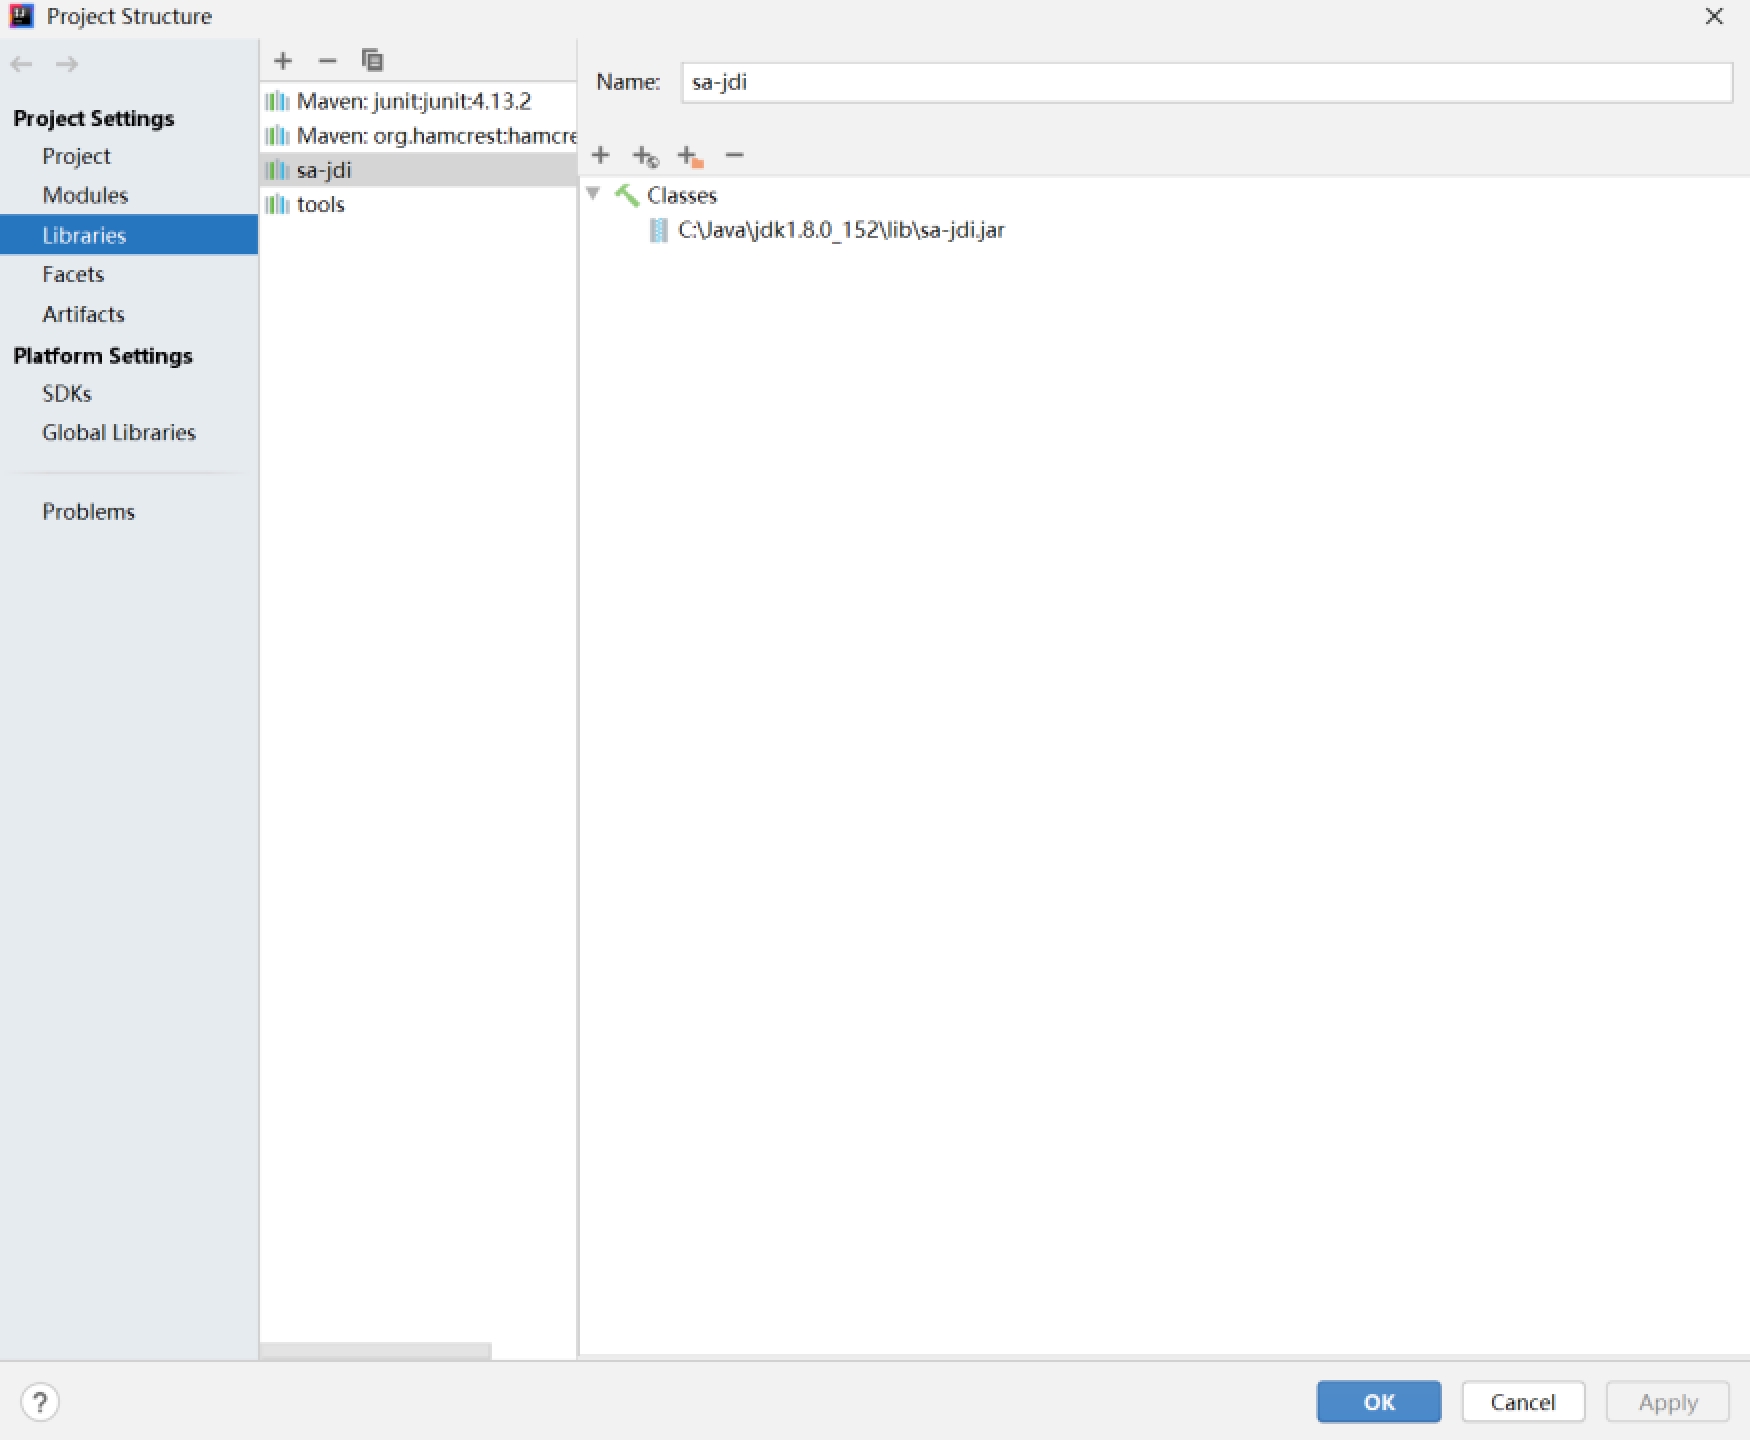 Project Structure
Project Settings
Project
Modules
Libraries
Facets
Artifacts
Platform Settings
SDKs
Global Libraries
Problems
Maven: junit:junit:4.13.2
Maven: org.hamcrest:hamcre
sa-jdi
tools
Name: sa-jdi
Classes
C:\Java\jdk1.8.0_152\lib\sa-jdi.jar
?
OK Cancel Apply